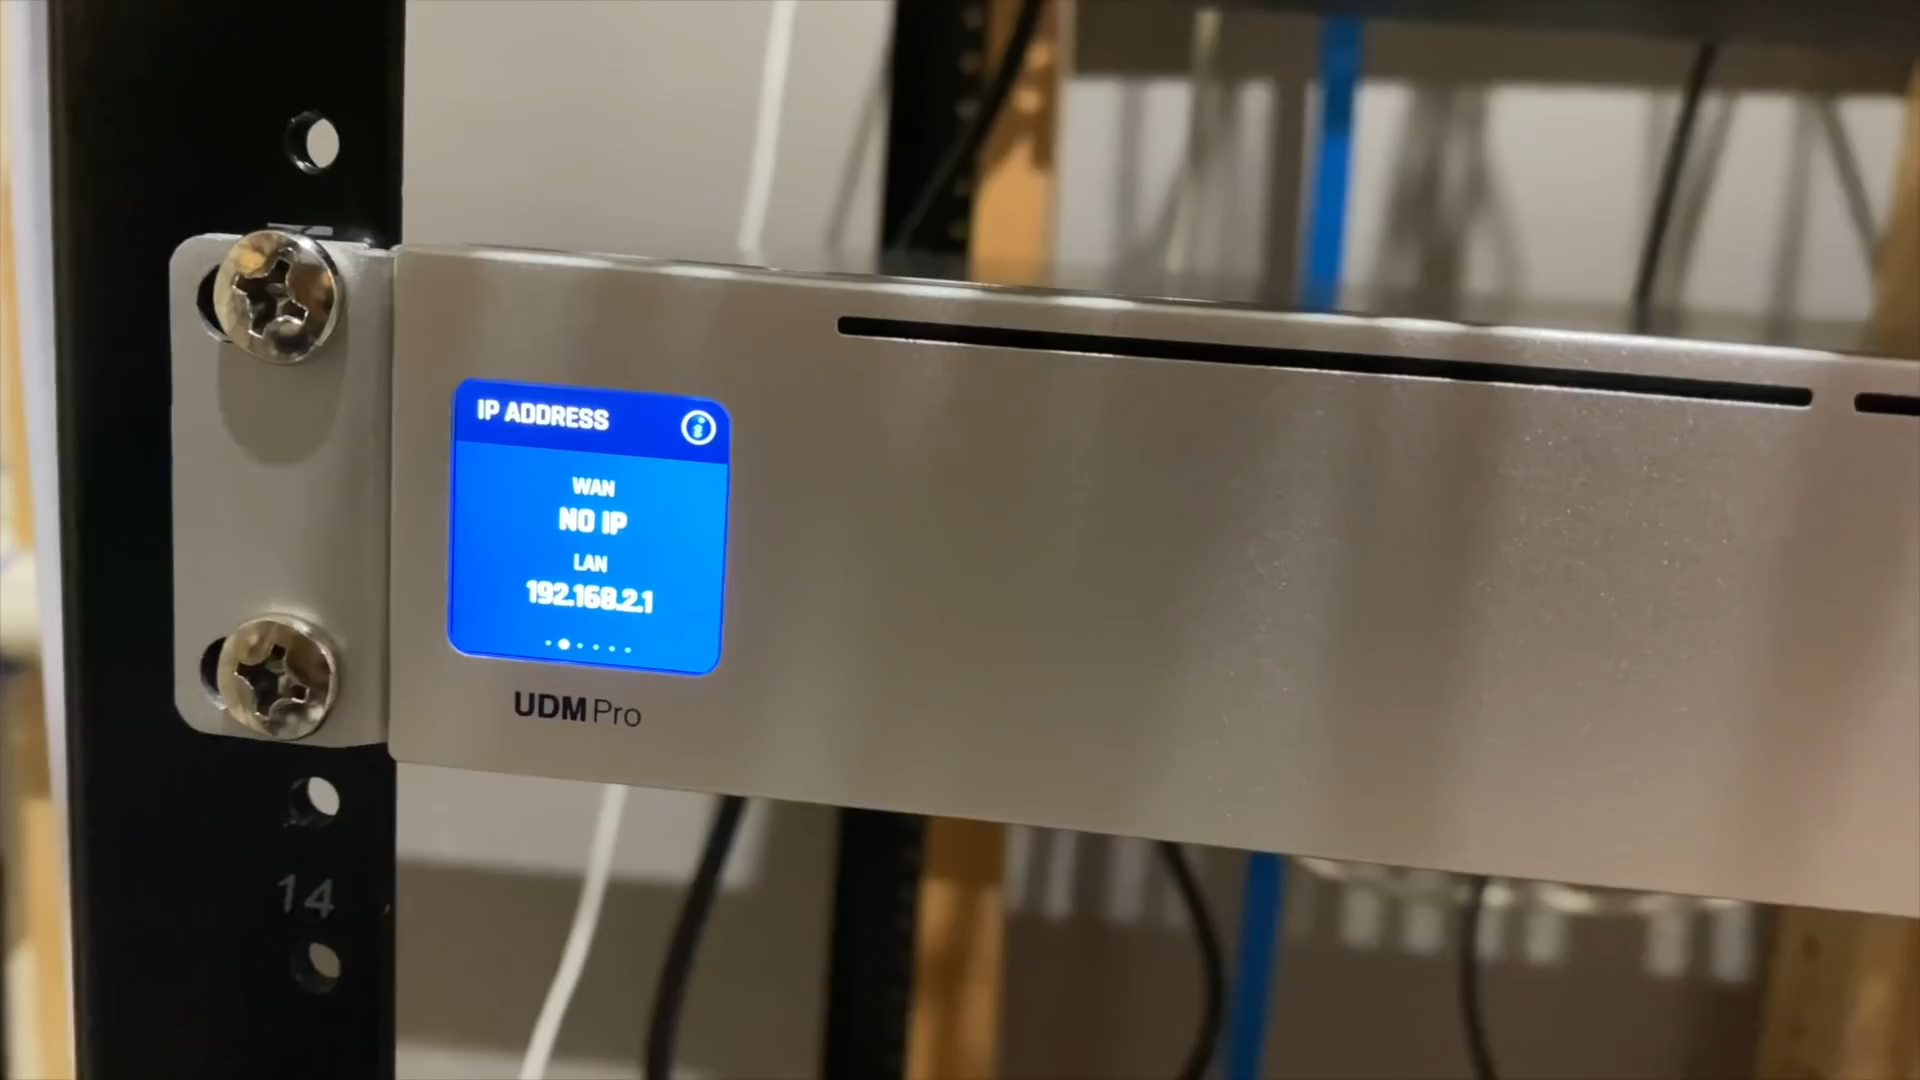 IP ADDRESS
WAN
NO IP
LAN
192.168.2.1
UDM Pro
14